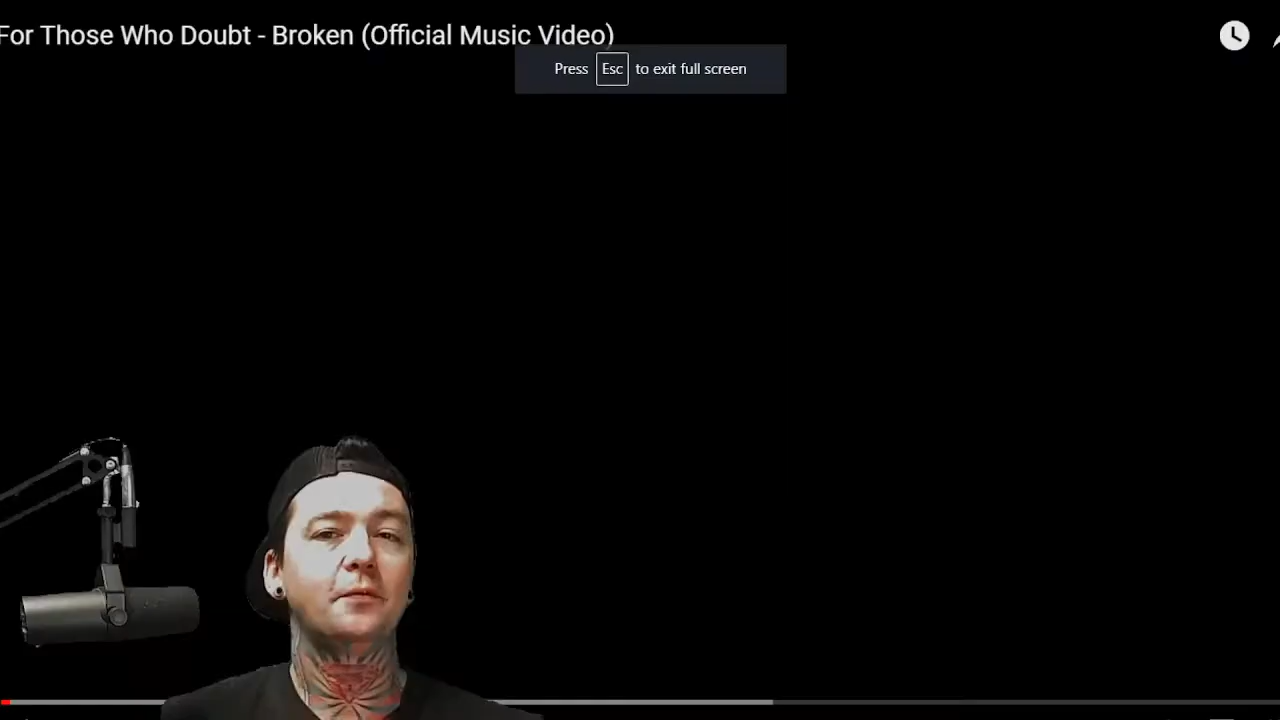 For Those Who Doubt - Broken (Official Music Video)
Press Esc to exit full screen